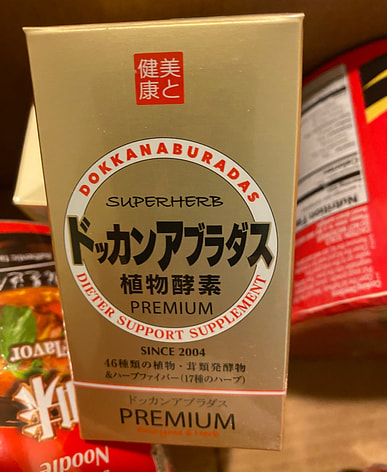 美と
健康
DOKKANABURADAS
SUPERHERB
ドッカンアブラダス
植物酵素
PREMIUM
DIETER SUPPORT SUPPLEMENT
SINCE 2004
46種類の植物・茸類発酵物
&ハーブファイバー(17種のハーブ)
ドッカンアブラダス
PREMIUM
Nutrition
Flavor
Noodle